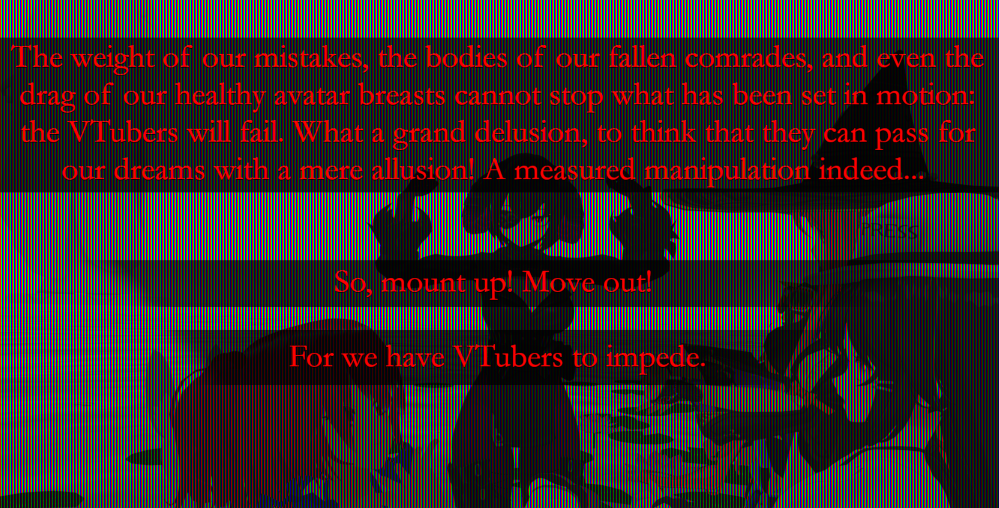 The weight of our mistakes, the bodies of our fallen comrades, and even the
drag of our healthy avatar breasts cannot stop what has been set in motion:
the VTubers will fail. What a grand delusion, to think that they can pass for
our dreams with a mere allusion! A measured manipulation indeed...
PRESS
So, mount up! Move out!
For we have VTubers to impede.